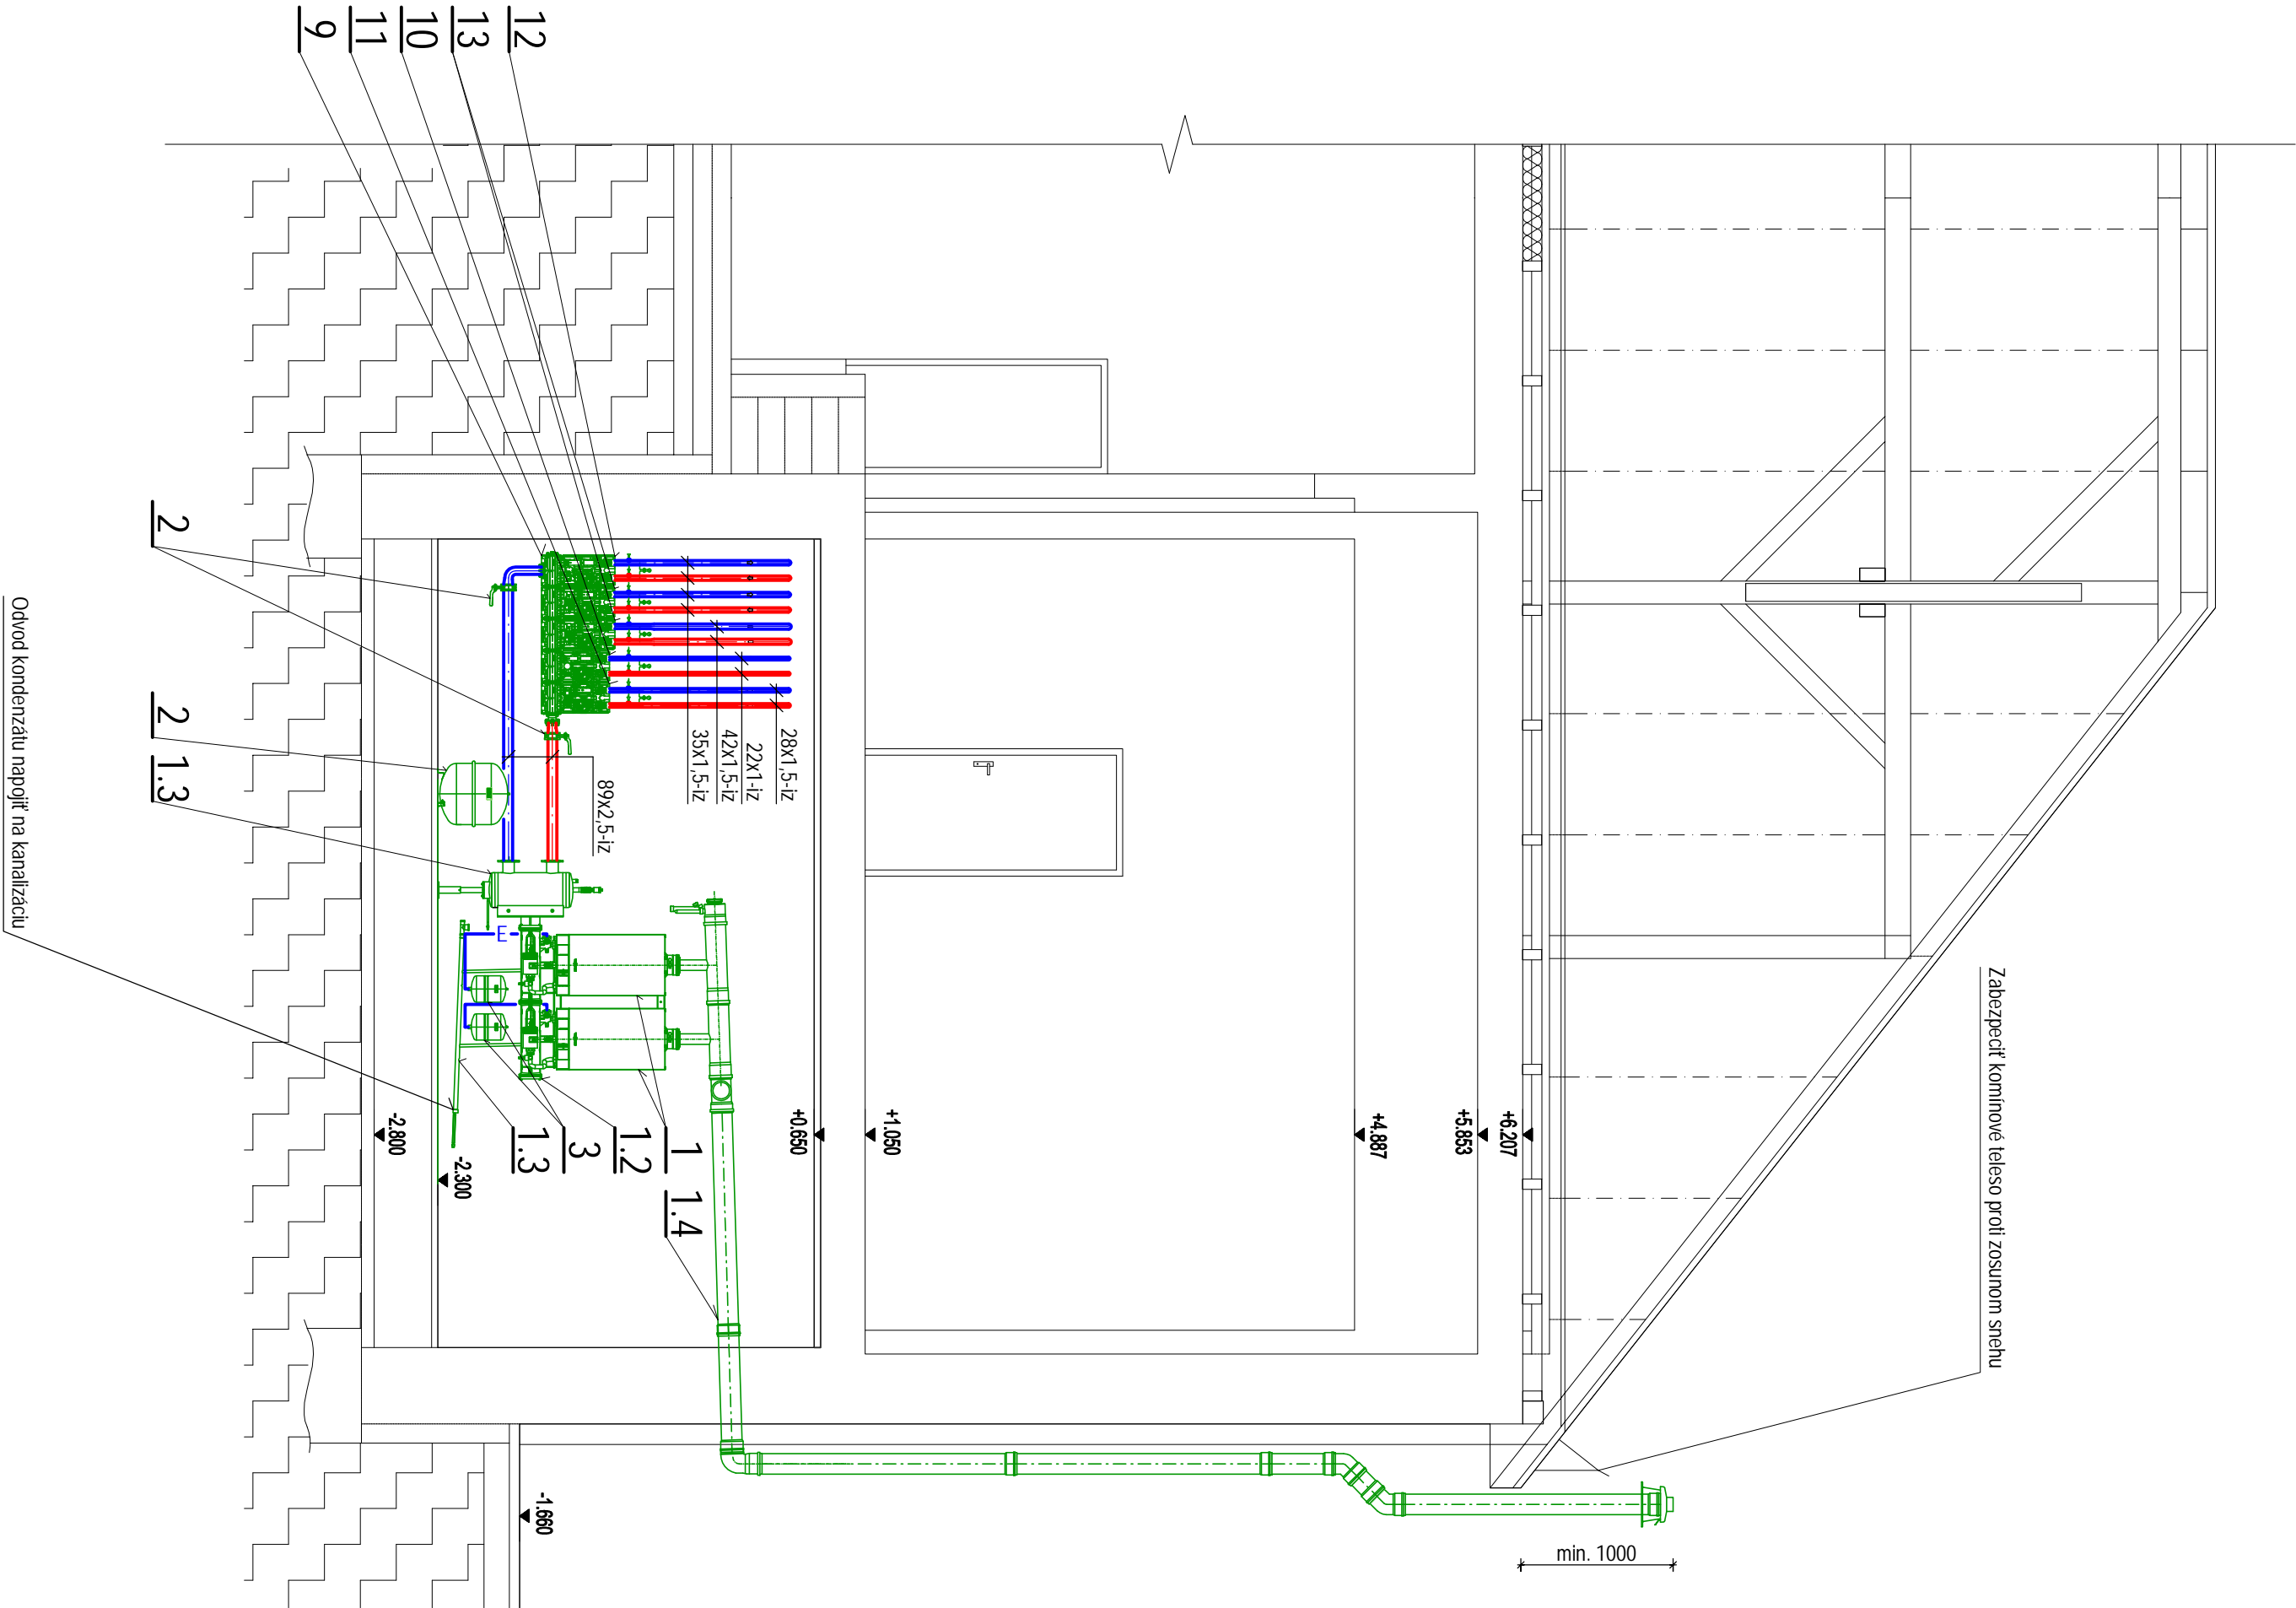 12
13
10
11
9
2
2
1.3
Odvod kondenzátu napojiť na kanalizáciu
28x1,5-iz
22x1-iz
42x1,5-iz
35x1,5-iz
89x2,5-iz
E
1
1.4
1.2
3
1.3
+6.207
+5.853
+4.887
+1.050
+0.650
-2.300
-2.800
-1.660
Zabezpečiť komínové teleso proti zosunom snehu
min. 1000